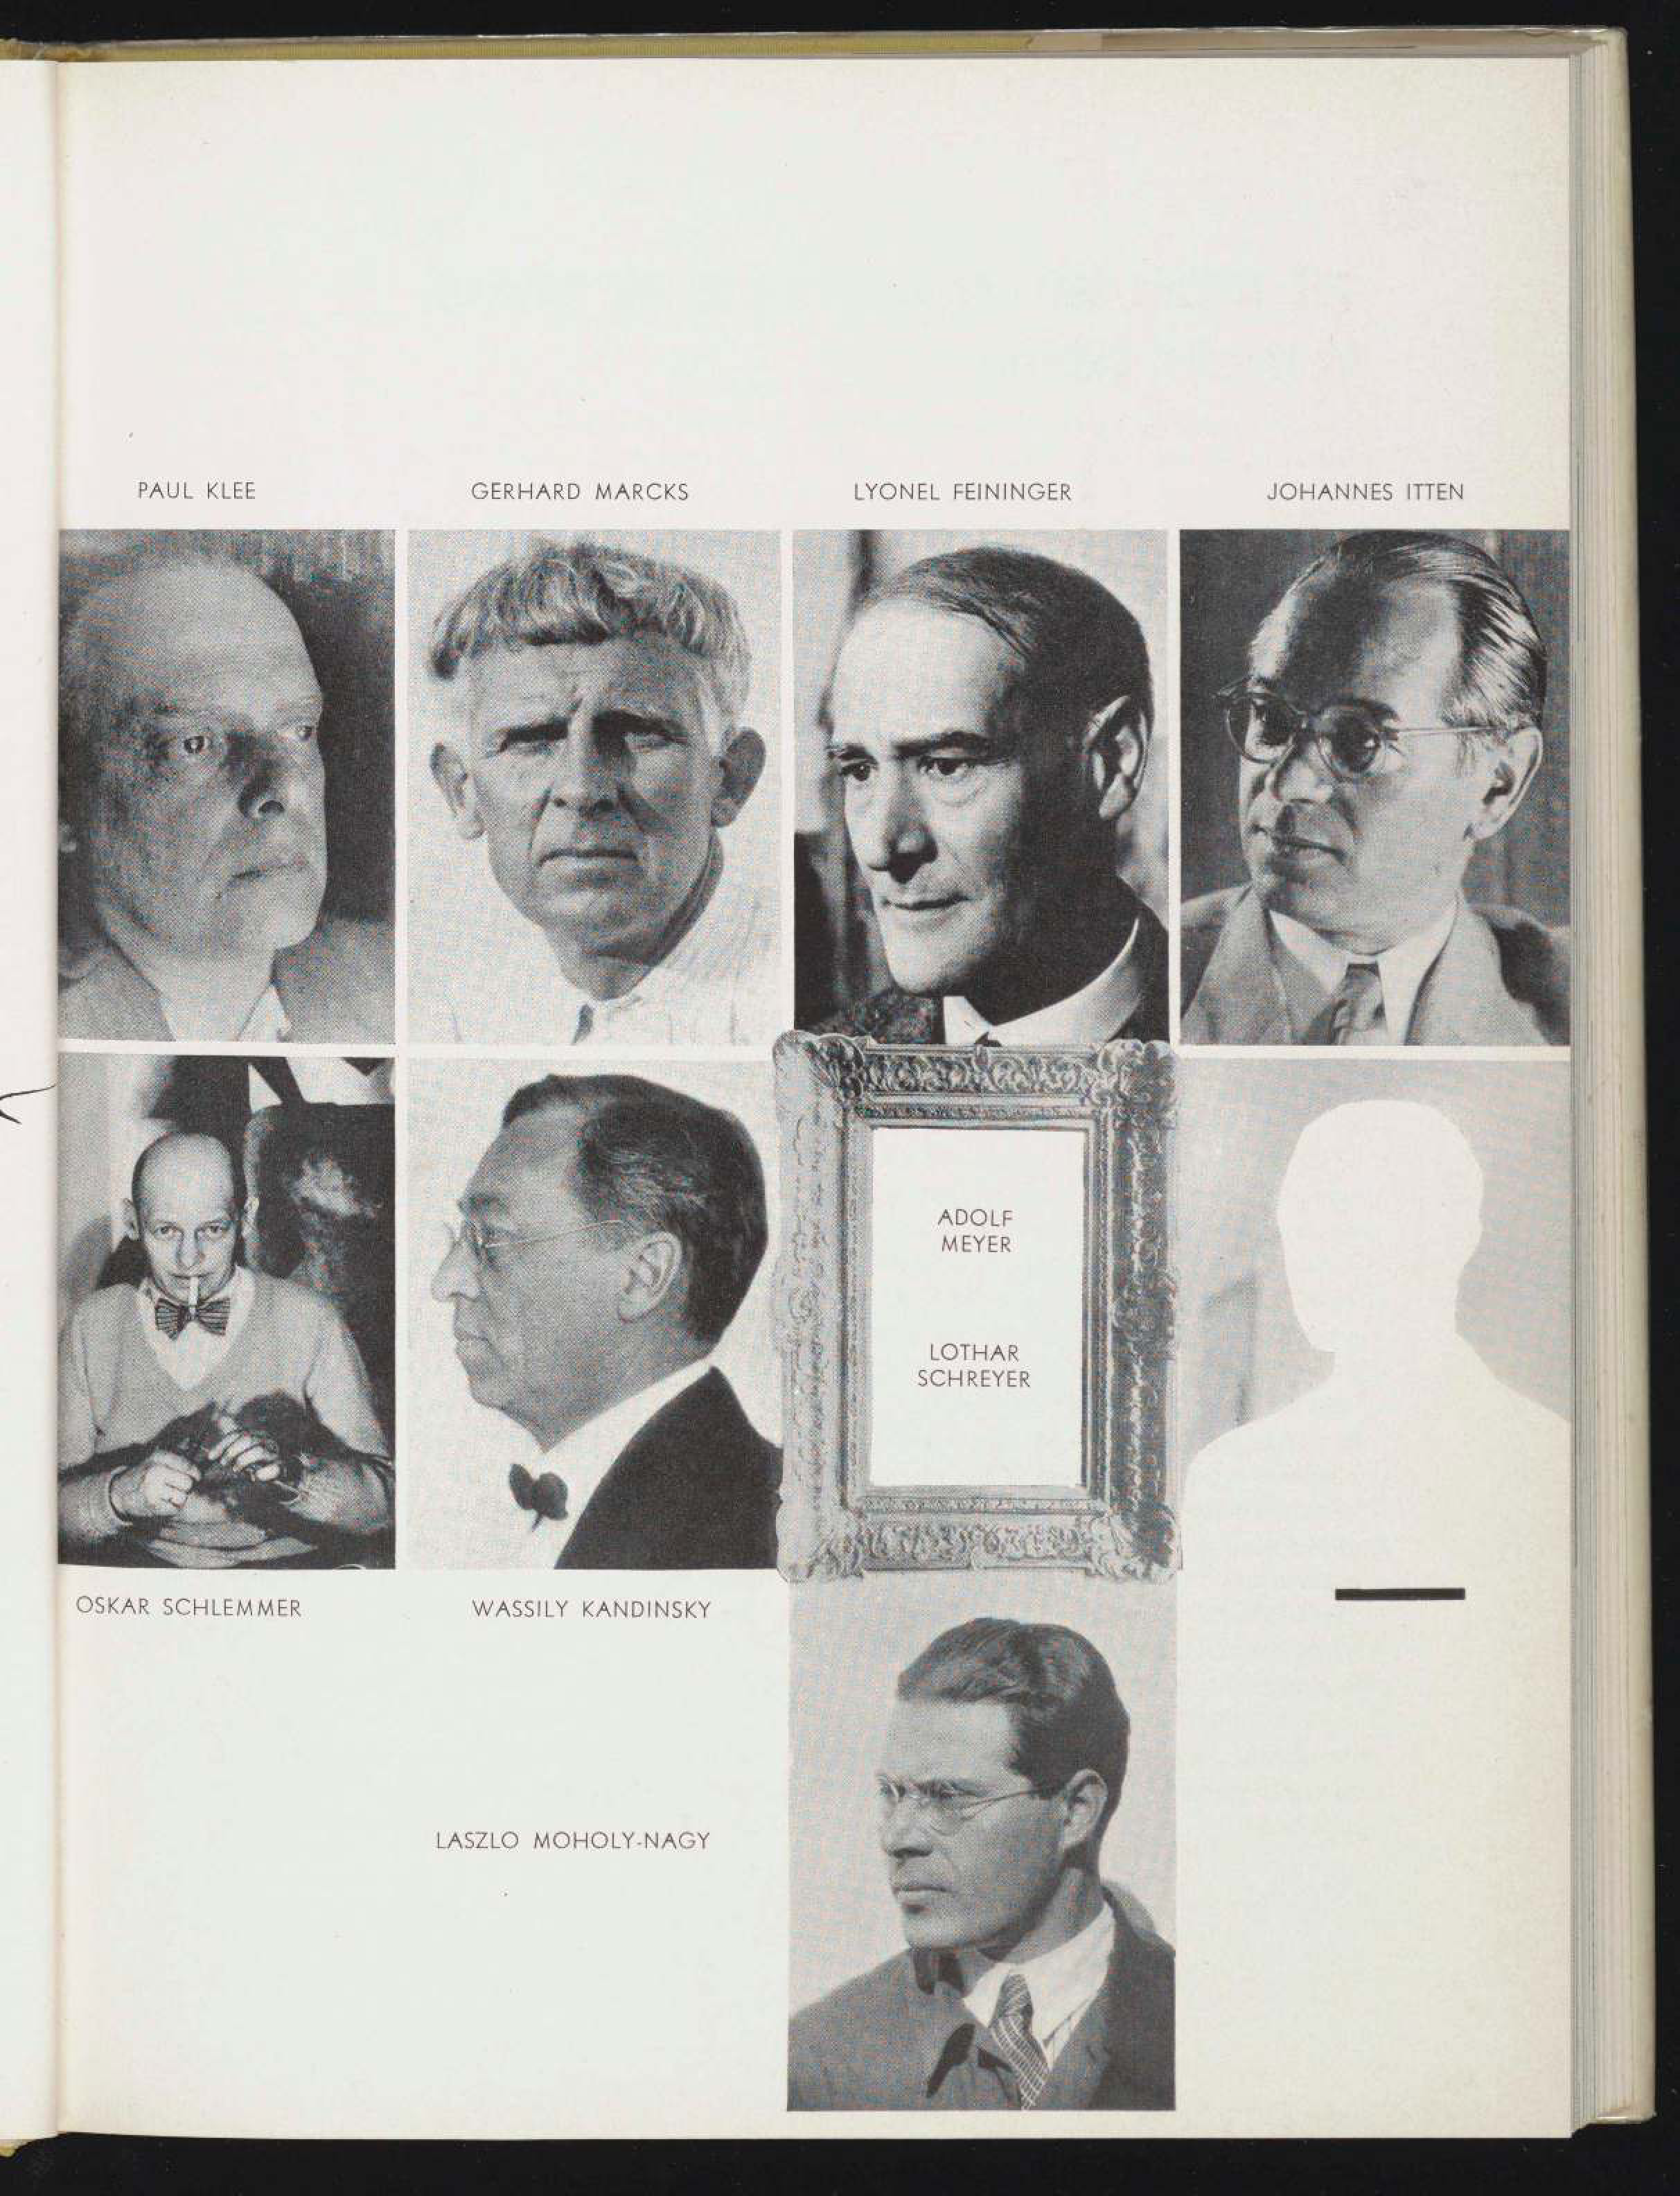 PAUL KLEE
GERHARD MARCKS
LYONEL FEININGER
JOHANNES ITTEN
ADOLF
MEYER
LOTHAR
SCHREYER
OSKAR SCHLEMMER
WASSILY KANDINSKY
LASZLO MOHOLY-NAGY